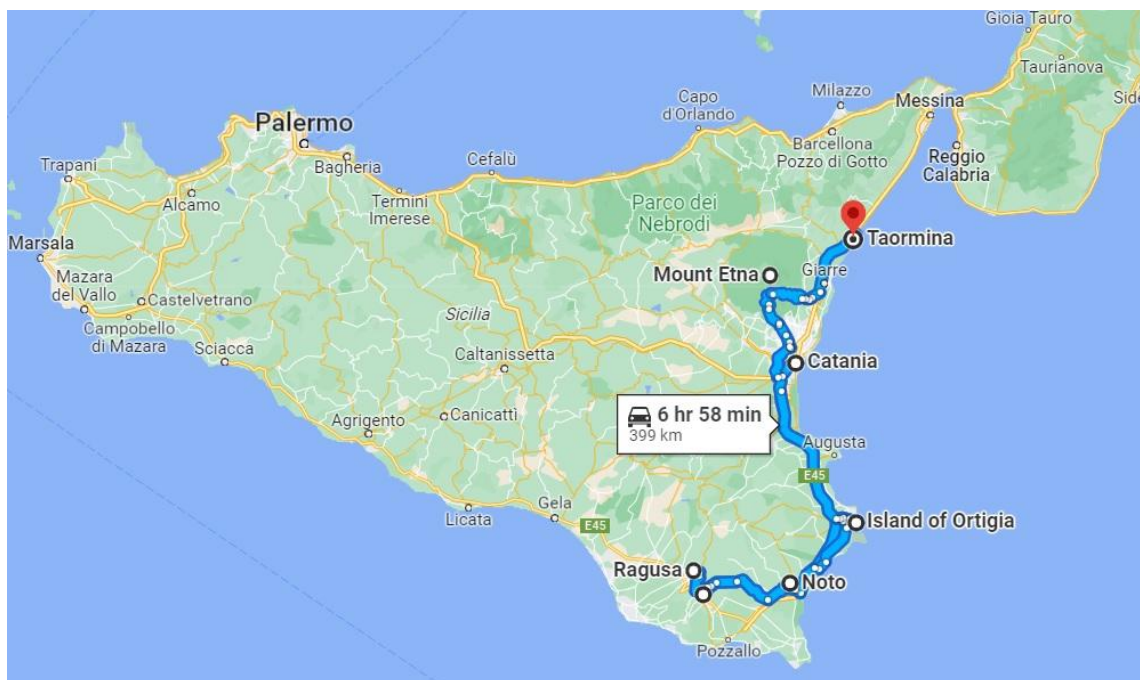 Gioia Tauro
Taurianova
Milazzo
Capo
d'Orlando
Messina
Side
Palermo
Barcellona
Pozzo di Gotto
Bagheria
Cefalù
Reggio
Calabria
Trapani
Termini
Imerese
Alcamo
Parco dei
Nebrodi
Marsala
Taormina
Mount Etna
Giarre
Mazara
del Vallo
Castelvetrano
Sicilia
Campobello
di Mazara
Sciacca
Caltanissetta
Catania
Agrigento
Canicattì
6 hr 58 min
399 km
Augusta
E45
Licata
Gela
E45
Island of Ortigia
Ragusa
Noto
Pozzallo